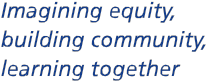 Imagining equity,
building community,
learning together